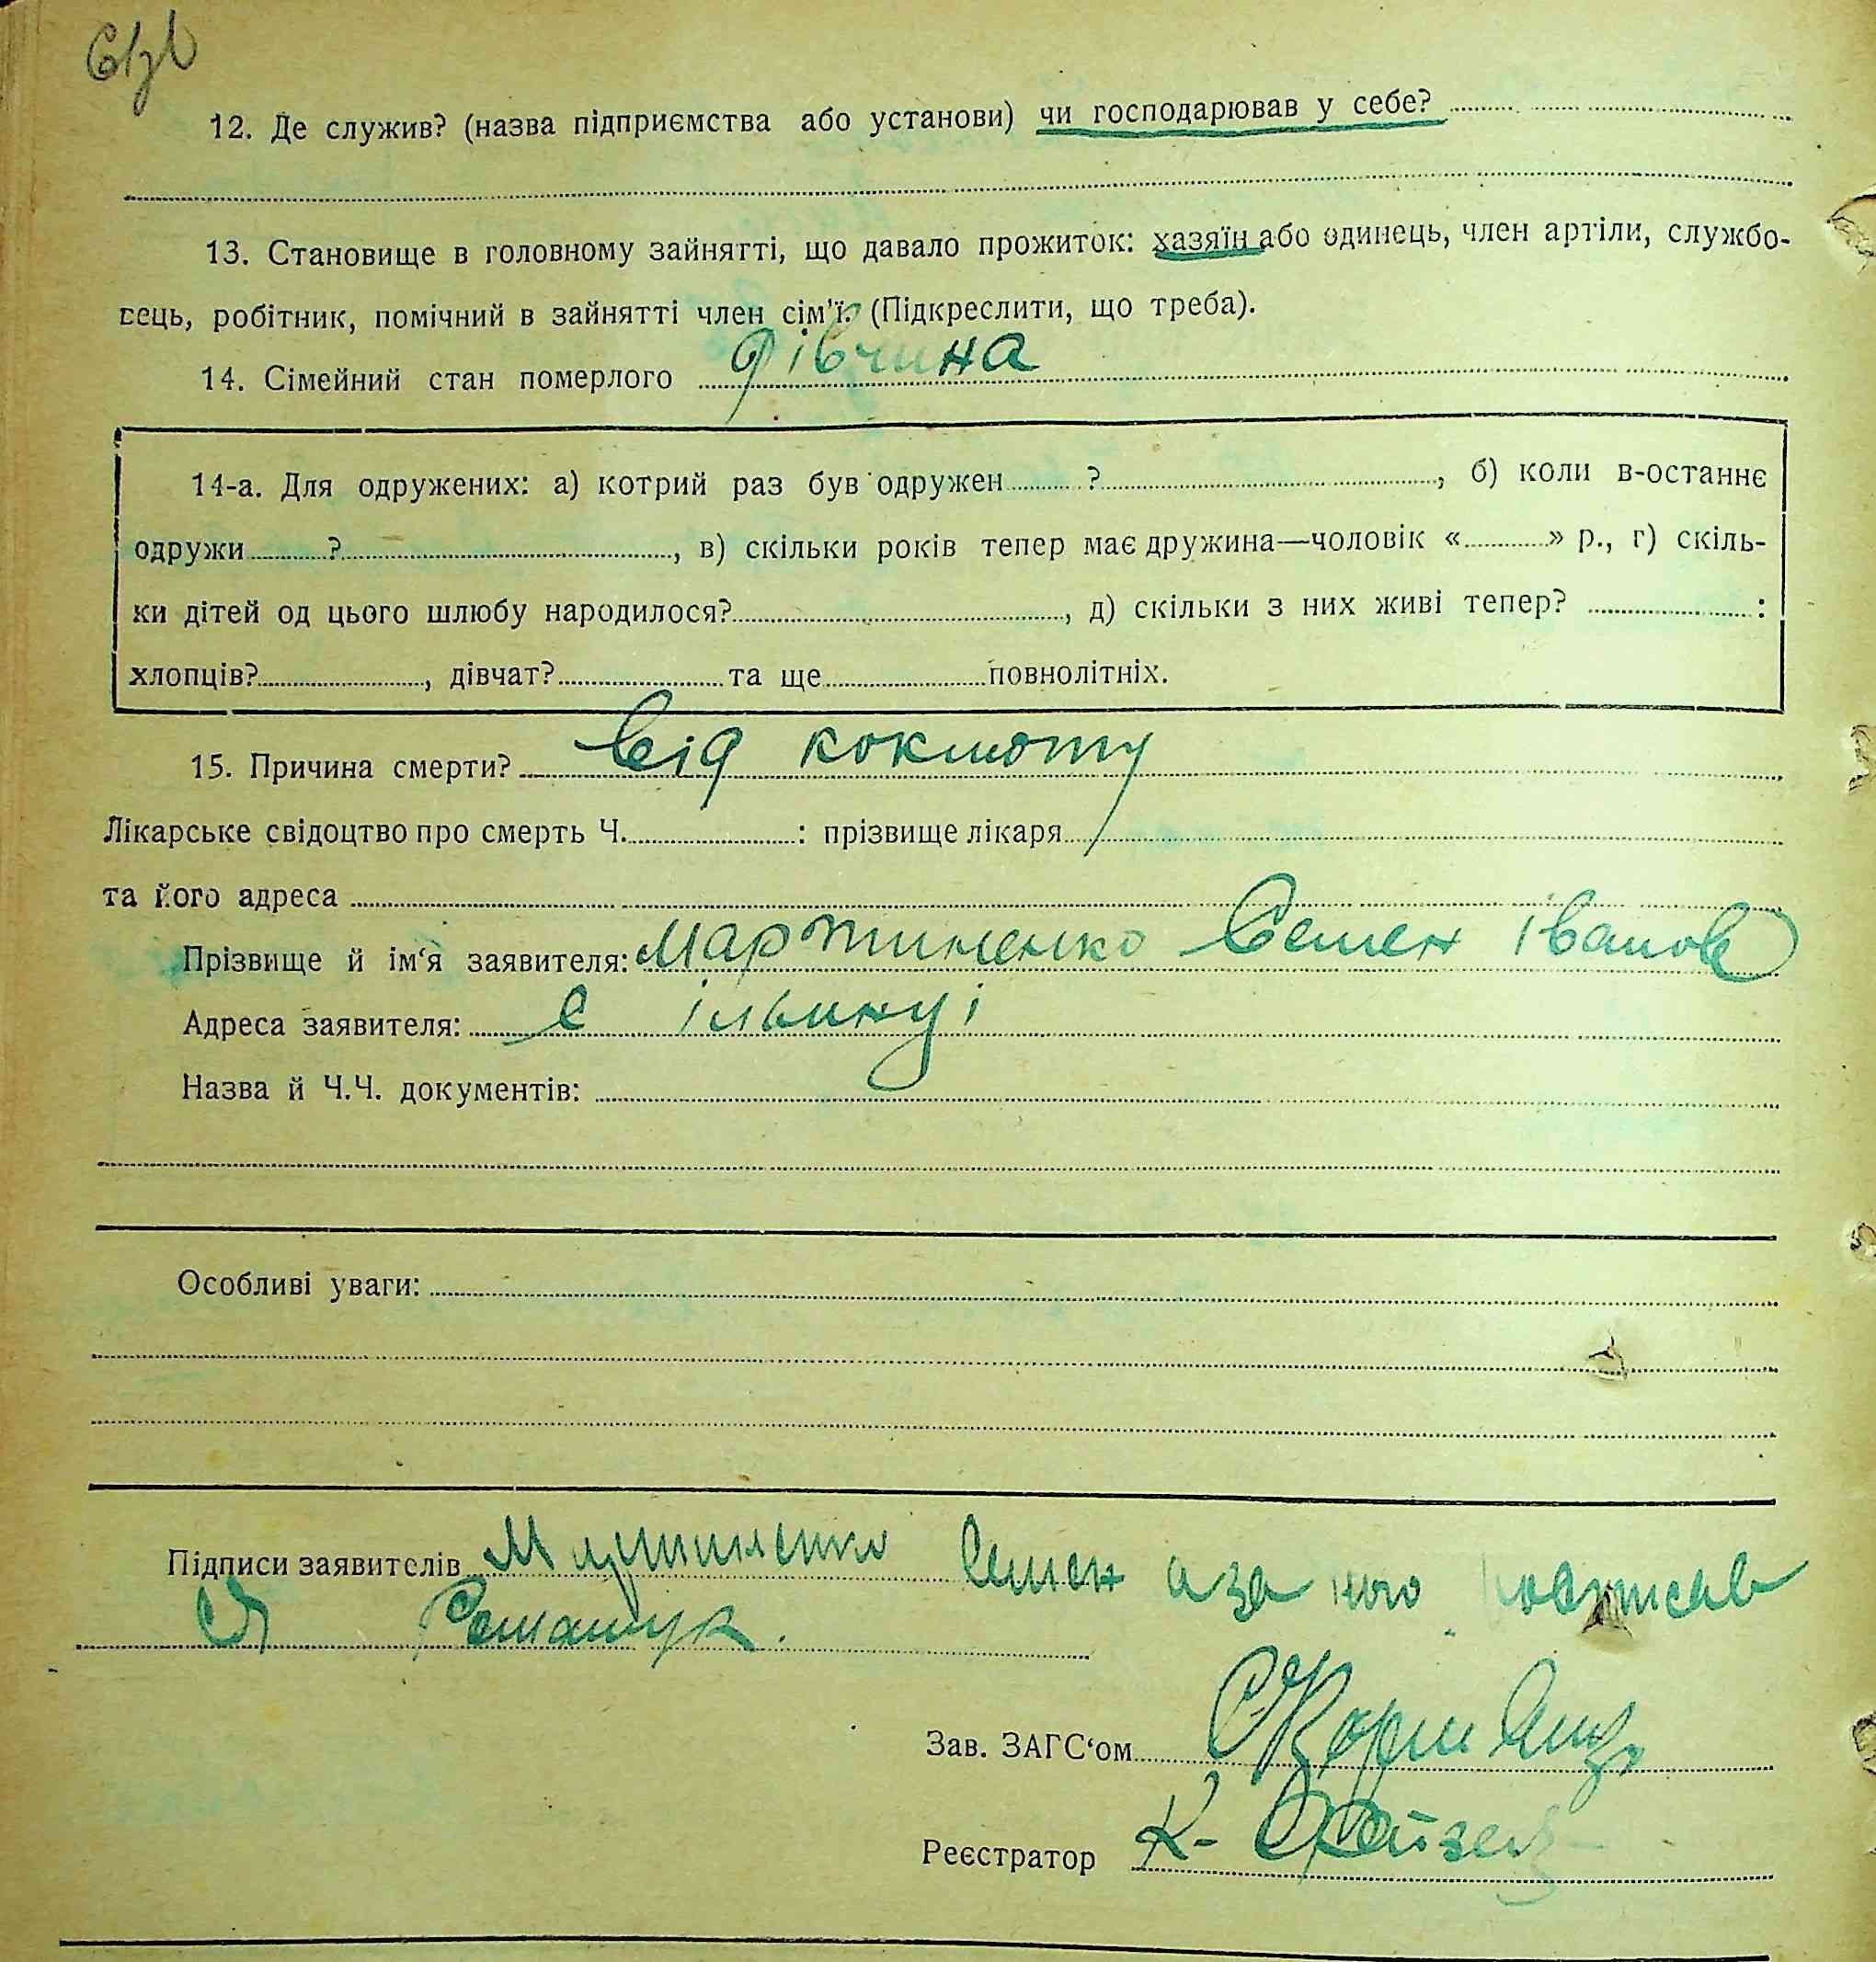 12. Де служив? (назва підприємства або установи) чи господарював у себе?
13. Становище в головному зайнятті, що давало прожиток: хазяїн або одинець, член артіли, службо-
вець, робітник, помічний в зайнятті член сім'ї. (Підкреслити, що треба).
14. Сімейний стан померлого дівчина
14-а. Для одружених: а) котрий раз був одружен ? , б) коли в-останнє
одружи ? , в) скільки років тепер має дружина—чоловік « » р., г) скіль-
ки дітей од цього шлюбу народилося? , д) скільки з них живі тепер? :
хлопців? , дівчат? та ще повнолітніх.
15. Причина смерти? від коклюту
Лікарське свідоцтво про смерть Ч. : прізвище лікаря
та його адреса
Прізвище й ім'я заявителя: Мартиненко Семен Іванов
Адреса заявителя: с Ільинці
Назва й Ч.Ч. документів:
Особливі уваги:
Підписи заявителів Мартиненко Семен а за його
Зав. ЗАГС'ом
Реєстратор К-